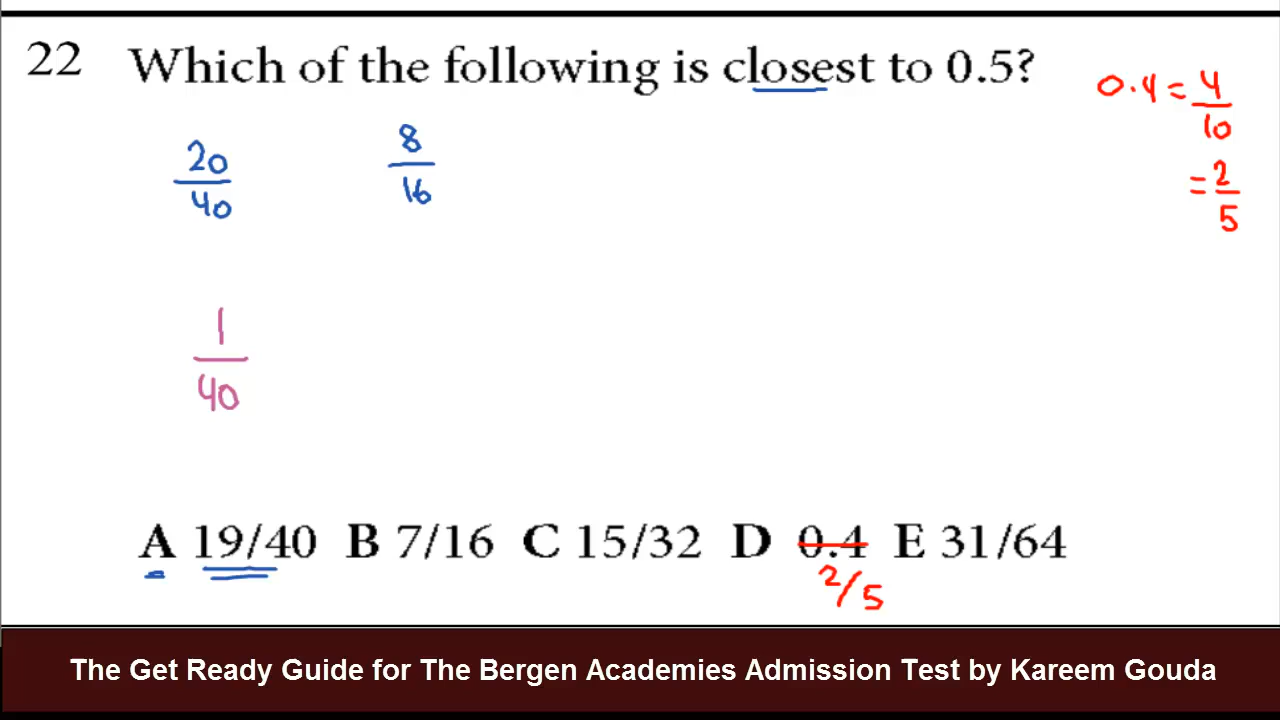 22 Which of the following is closest to 0.5?
0.4 = 4/10
= 2/5
20/40 8/16
1/40
A 19/40 B 7/16 C 15/32 D 0.4 E 31/64
2/5
The Get Ready Guide for The Bergen Academies Admission Test by Kareem Gouda